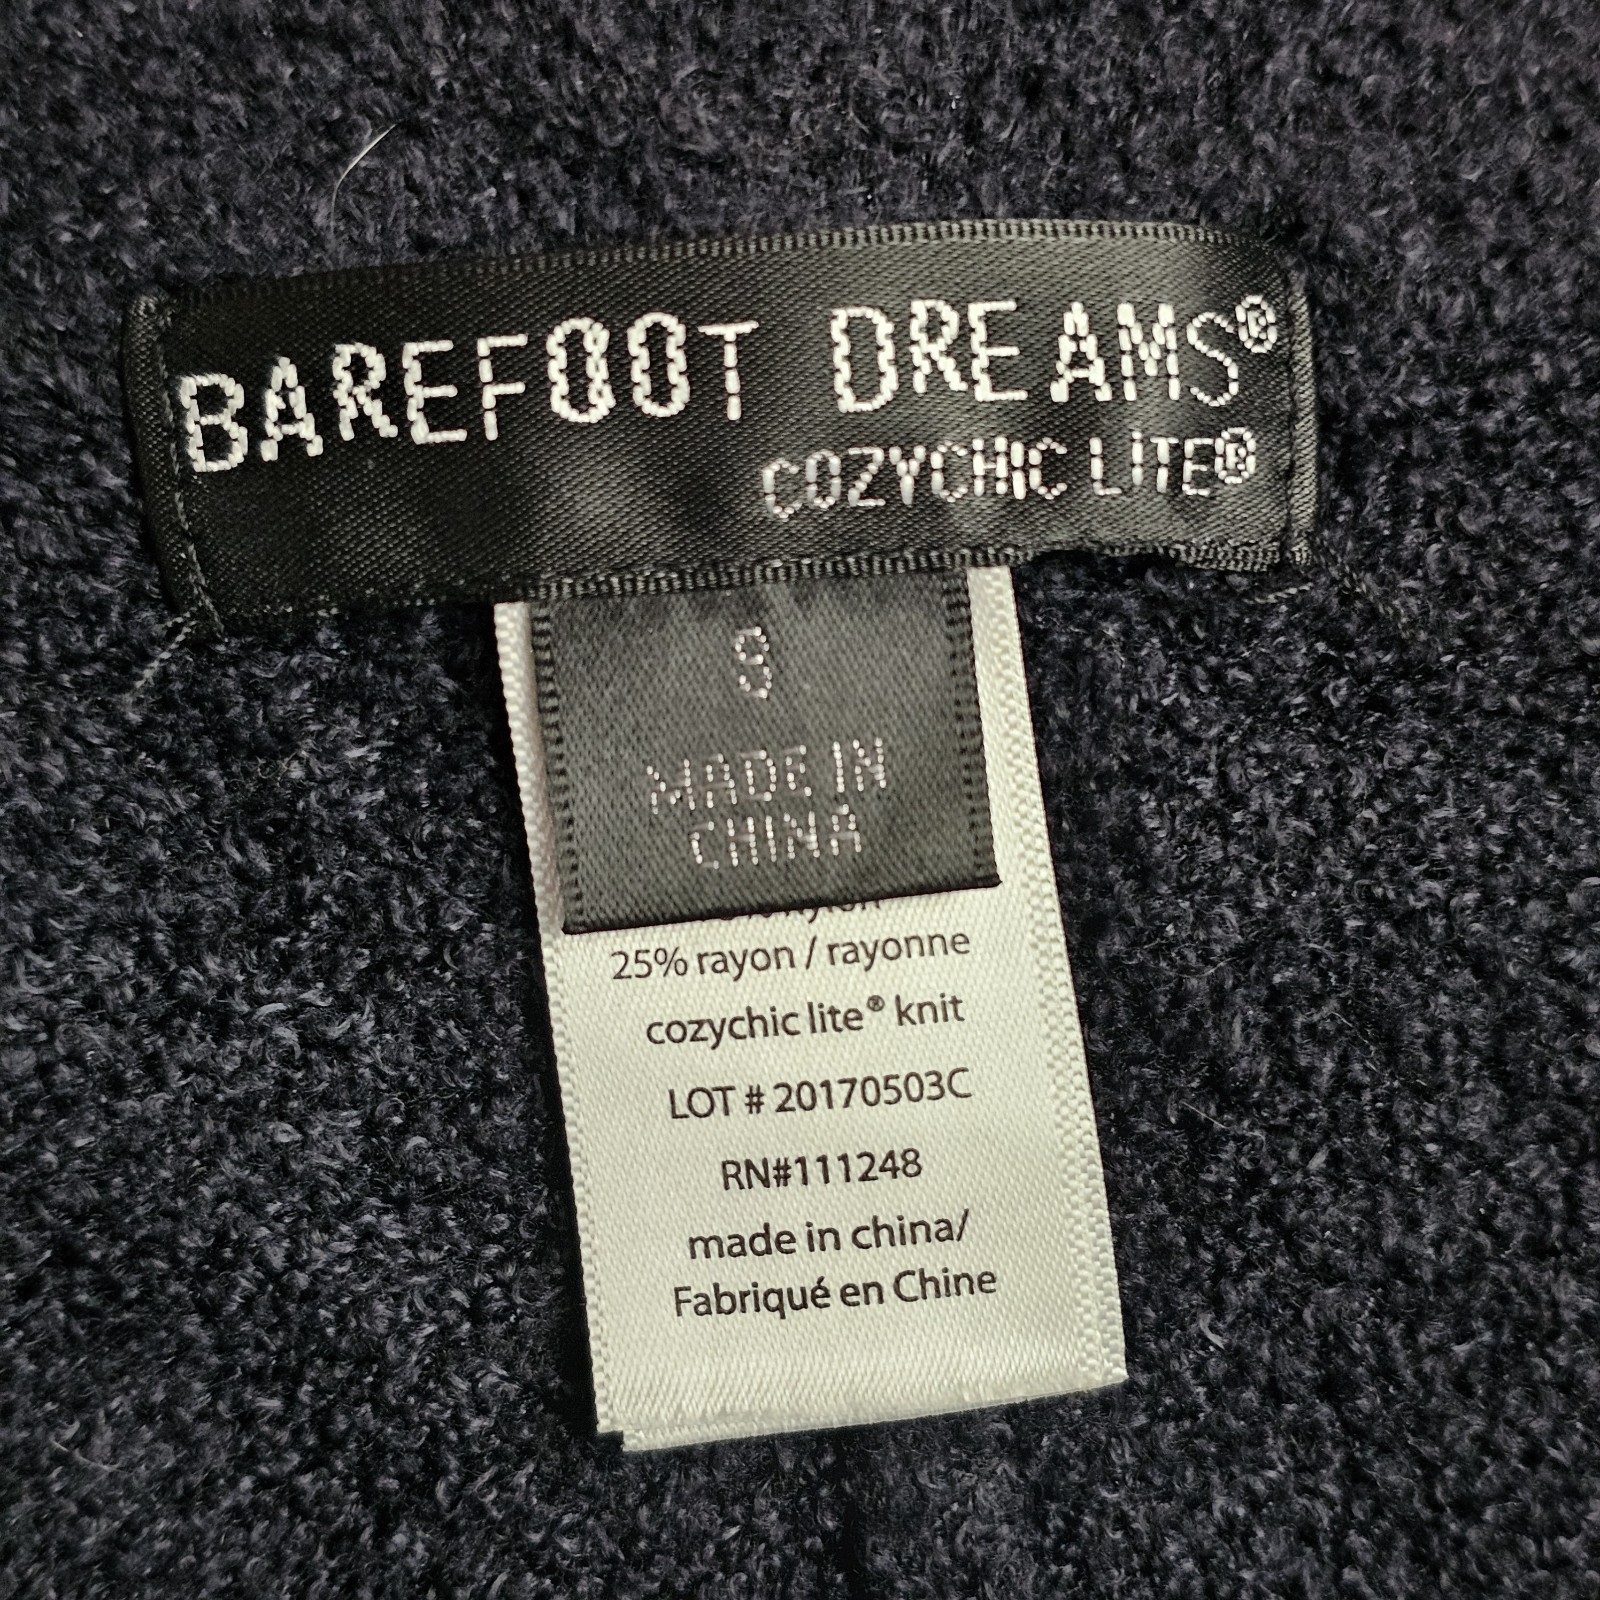 BAREFOOT DREAMS®
COZYCHIC LiTE®
S
MADE IN
CHINA
25% rayon / rayonne
cozychic lite® knit
LOT # 20170503C
RN#111248
made in china/
Fabriqué en Chine